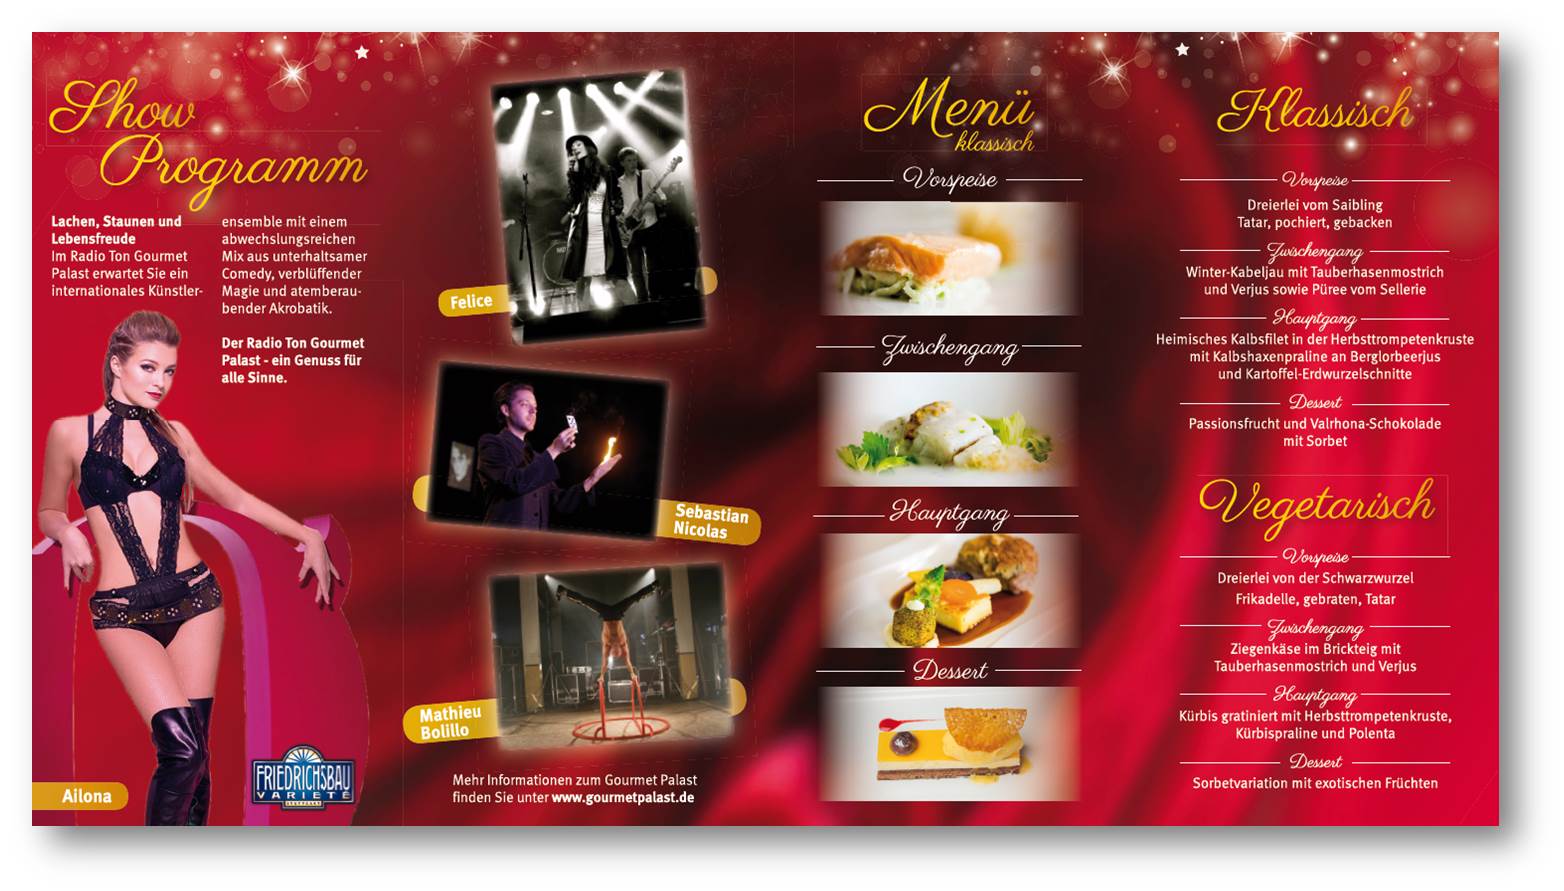 Show
Programm
Lachen, Staunen und
Lebensfreude
Im Radio Ton Gourmet
Palast erwartet Sie ein
internationales Künstler-
ensemble mit einem
abwechslungsreichen
Mix aus unterhaltsamer
Comedy, verblüffender
Magie und atemberau-
bender Akrobatik.
Der Radio Ton Gourmet
Palast - ein Genuss für
alle Sinne.
Ailona
FRIEDRICHSBAU
VARIETÉ
Felice
Sebastian
Nicolas
Mathieu
Bolillo
Mehr Informationen zum Gourmet Palast
finden Sie unter www.gourmetpalast.de
Menü
klassisch
Vorspeise
Zwischengang
Hauptgang
Dessert
Klassisch
Vorspeise
Dreierlei vom Saibling
Tatar, pochiert, gebacken
Zwischengang
Winter-Kabeljau mit Tauberhasenmostrich
und Verjus sowie Püree vom Sellerie
Hauptgang
Heimisches Kalbsfilet in der Herbsttrompetenkruste
mit Kalbshaxenpraline an Berglorbeerjus
und Kartoffel-Erdwurzelschnitte
Dessert
Passionsfrucht und Valrhona-Schokolade
mit Sorbet
Vegetarisch
Vorspeise
Dreierlei von der Schwarzwurzel
Frikadelle, gebraten, Tatar
Zwischengang
Ziegenkäse im Brickteig mit
Tauberhasenmostrich und Verjus
Hauptgang
Kürbis gratiniert mit Herbsttrompetenkruste,
Kürbispraline und Polenta
Dessert
Sorbetvariation mit exotischen Früchten